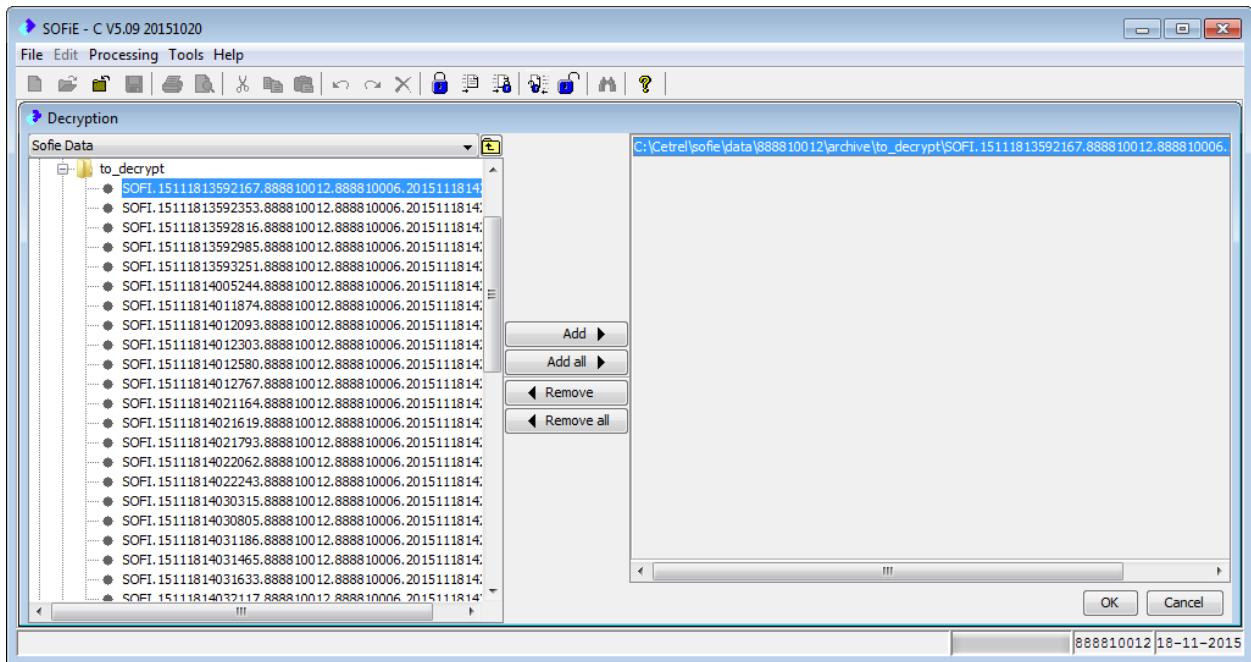 SOFiE - C V5.09 20151020
File Edit Processing Tools Help
Decryption
Sofie Data
to_decrypt
SOFI.15111813592167.888810012.888810006.2015111814
SOFI.15111813592353.888810012.888810006.2015111814
SOFI.15111813592816.888810012.888810006.2015111814
SOFI.15111813592985.888810012.888810006.2015111814
SOFI.15111813593251.888810012.888810006.2015111814
SOFI.15111814005244.888810012.888810006.2015111814
SOFI.15111814011874.888810012.888810006.2015111814
SOFI.15111814012093.888810012.888810006.2015111814
SOFI.15111814012303.888810012.888810006.2015111814
SOFI.15111814012580.888810012.888810006.2015111814
SOFI.15111814012767.888810012.888810006.2015111814
SOFI.15111814021164.888810012.888810006.2015111814
SOFI.15111814021619.888810012.888810006.2015111814
SOFI.15111814021793.888810012.888810006.2015111814
SOFI.15111814022062.888810012.888810006.2015111814
SOFI.15111814022243.888810012.888810006.2015111814
SOFI.15111814030315.888810012.888810006.2015111814
SOFI.15111814030805.888810012.888810006.2015111814
SOFI.15111814031186.888810012.888810006.2015111814
SOFI.15111814031465.888810012.888810006.2015111814
SOFI.15111814031633.888810012.888810006.2015111814
SOFI.15111814032117.888810012.888810006.2015111814
Add
Add all
Remove
Remove all
C:\Cetrel\sofie\data\888810012\archive\to_decrypt\SOFI.15111813592167.888810012.888810006.
OK Cancel
888810012 18-11-2015